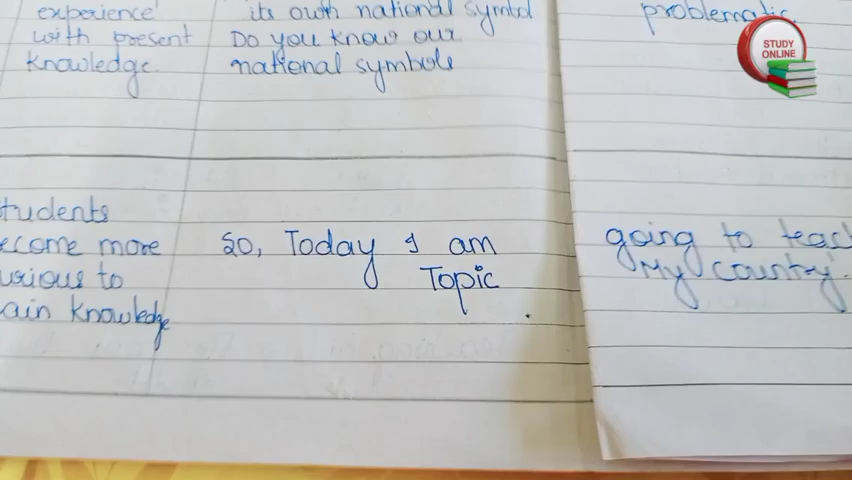 experience
with present
knowledge.
its own national symbol
Do you know our
national symbols
problematic.
STUDY
ONLINE
tudents
ecome more
urious to
ain knowledge
So, Today I am going to teac
Topic My country.